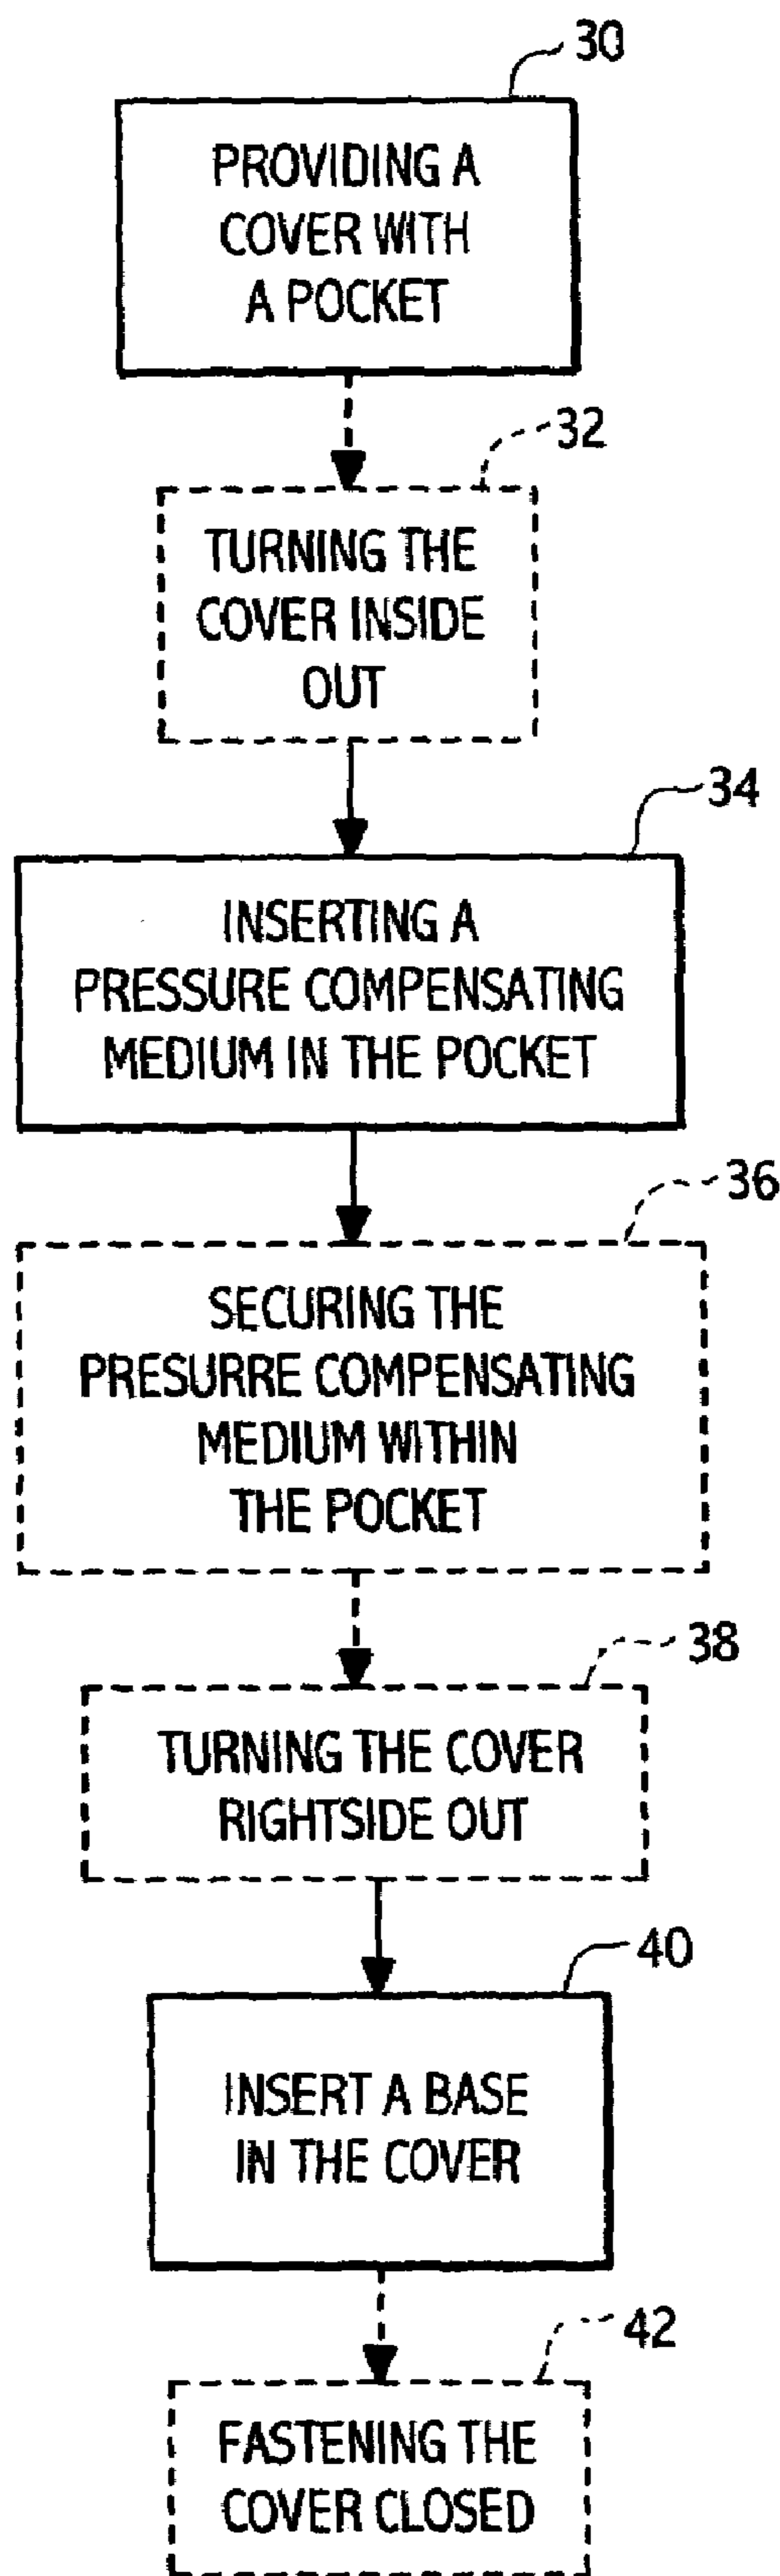 30
PROVIDING A
COVER WITH
A POCKET
32
TURNING THE
COVER INSIDE
OUT
34
INSERTING A
PRESSURE COMPENSATING
MEDIUM IN THE POCKET
36
SECURING THE
PRESURRE COMPENSATING
MEDIUM WITHIN
THE POCKET
38
TURNING THE COVER
RIGHTSIDE OUT
40
INSERT A BASE
IN THE COVER
42
FASTENING THE
COVER CLOSED